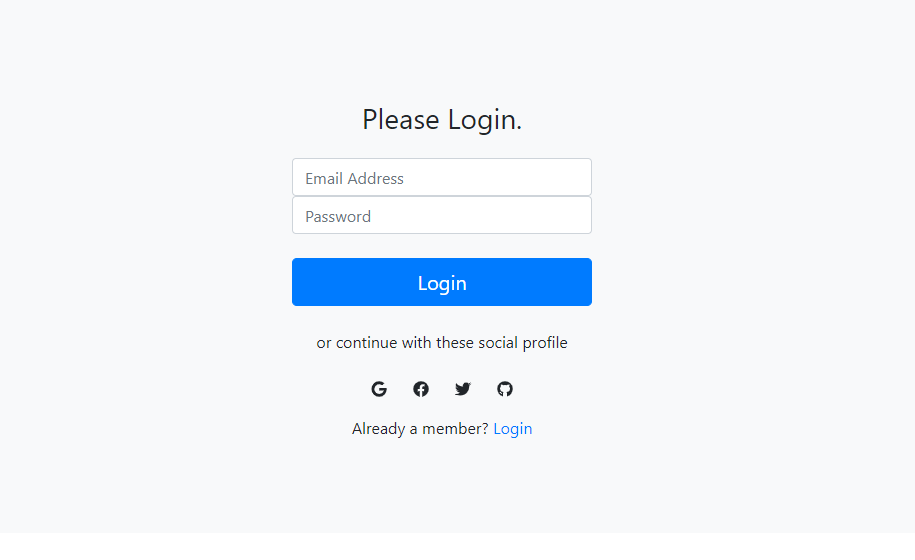 Please Login.
Email Address
Password
Login
or continue with these social profile
Already a member? Login